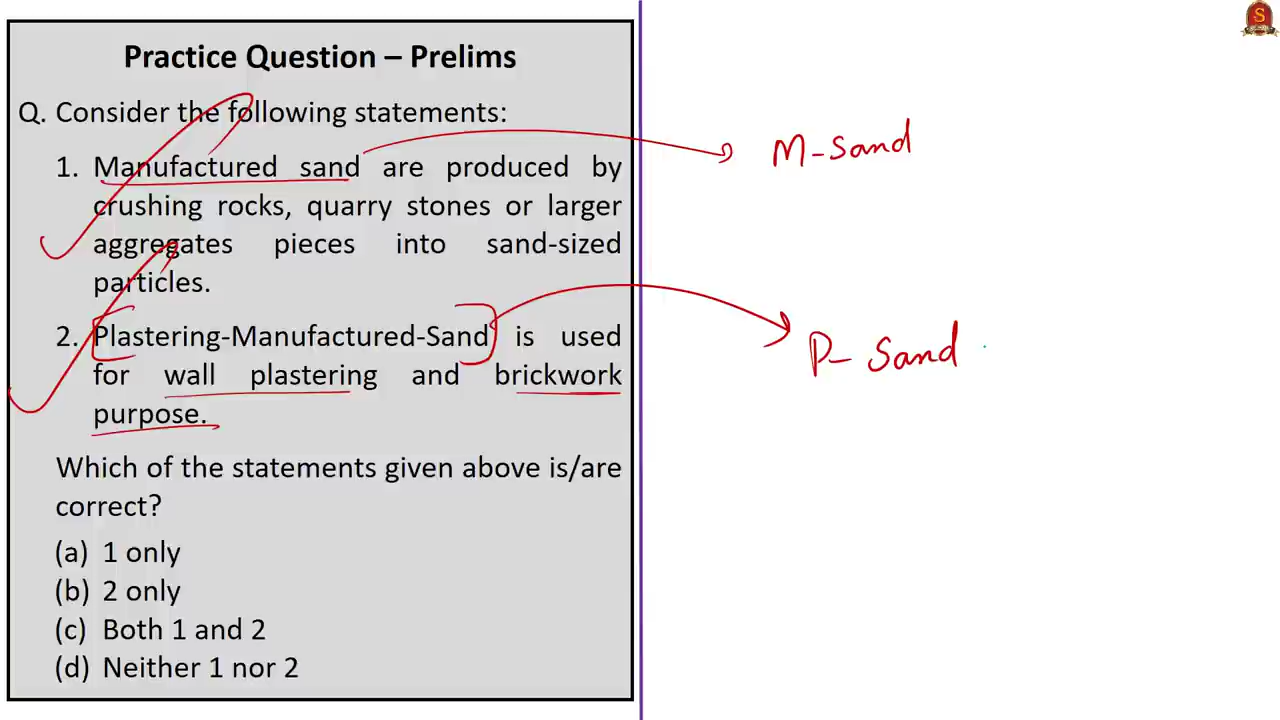 Practice Question – Prelims
Q. Consider the following statements:
1. Manufactured sand are produced by
crushing rocks, quarry stones or larger
aggregates pieces into sand-sized
particles.
2. Plastering-Manufactured-Sand is used
for wall plastering and brickwork
purpose.
Which of the statements given above is/are
correct?
(a) 1 only
(b) 2 only
(c) Both 1 and 2
(d) Neither 1 nor 2
M-Sand
P-Sand
S